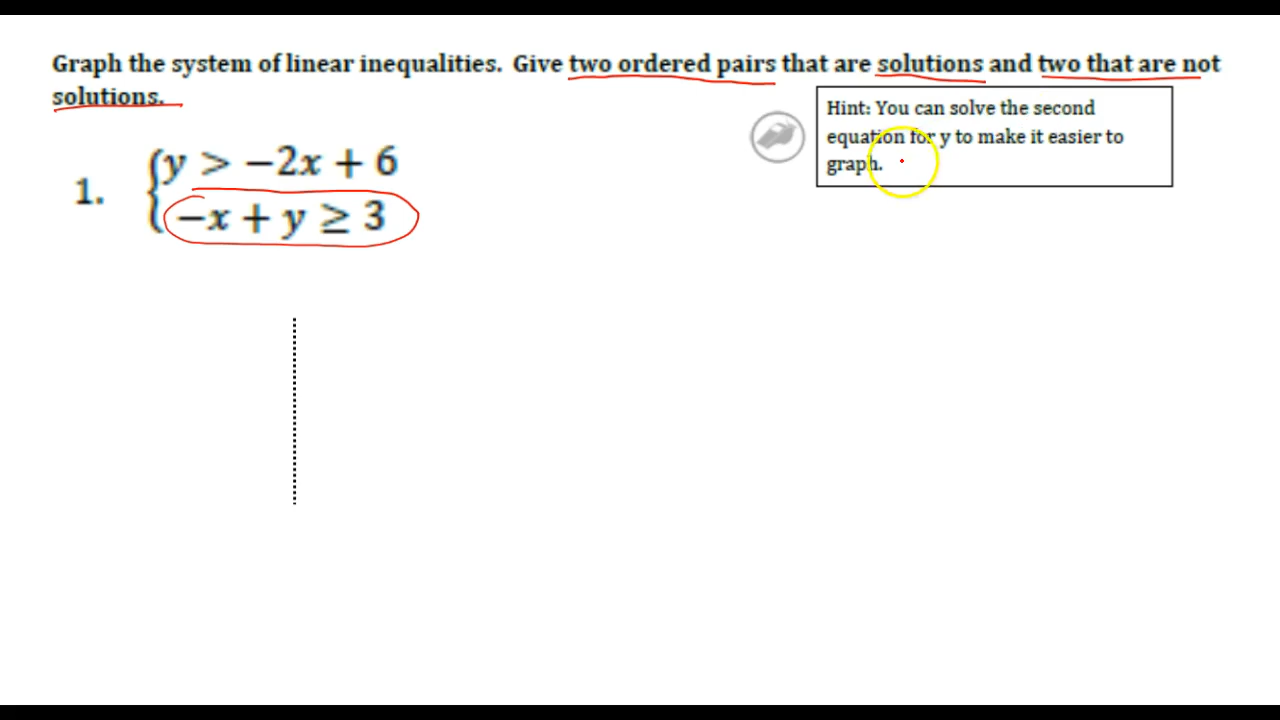 Graph the system of linear inequalities. Give two ordered pairs that are solutions and two that are not
solutions.
Hint: You can solve the second
equation for y to make it easier to
graph.
1. { y > −2x + 6
−x + y ≥ 3